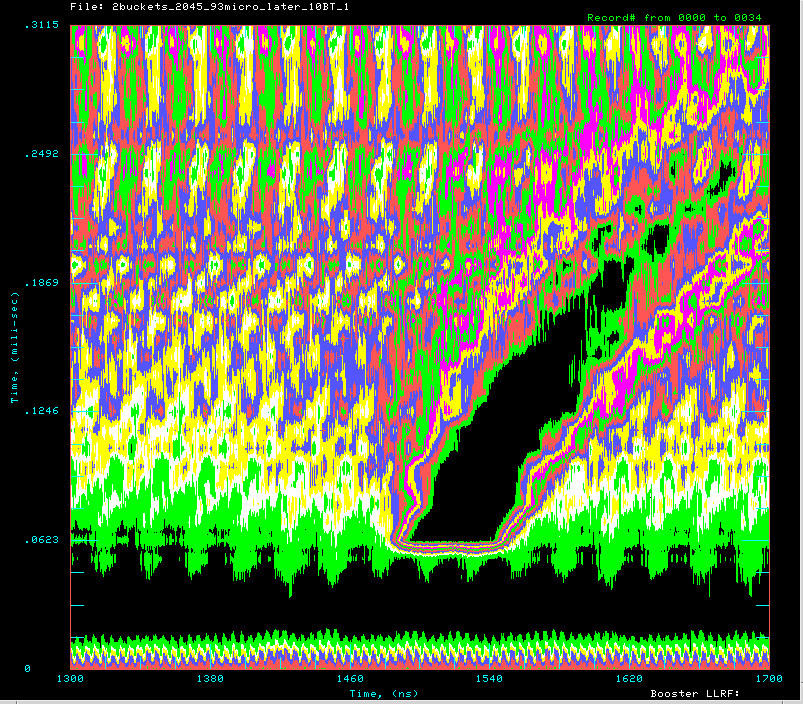 File: 2buckets_2045_93micro_later_10BT_1
Record# from 0000 to 0034
.3115
.2492
.1869
.1246
.0623
0
Time, (mili-sec)
1300 1380 1460 1540 1620 1700
Time, (ns)
Booster LLRF: